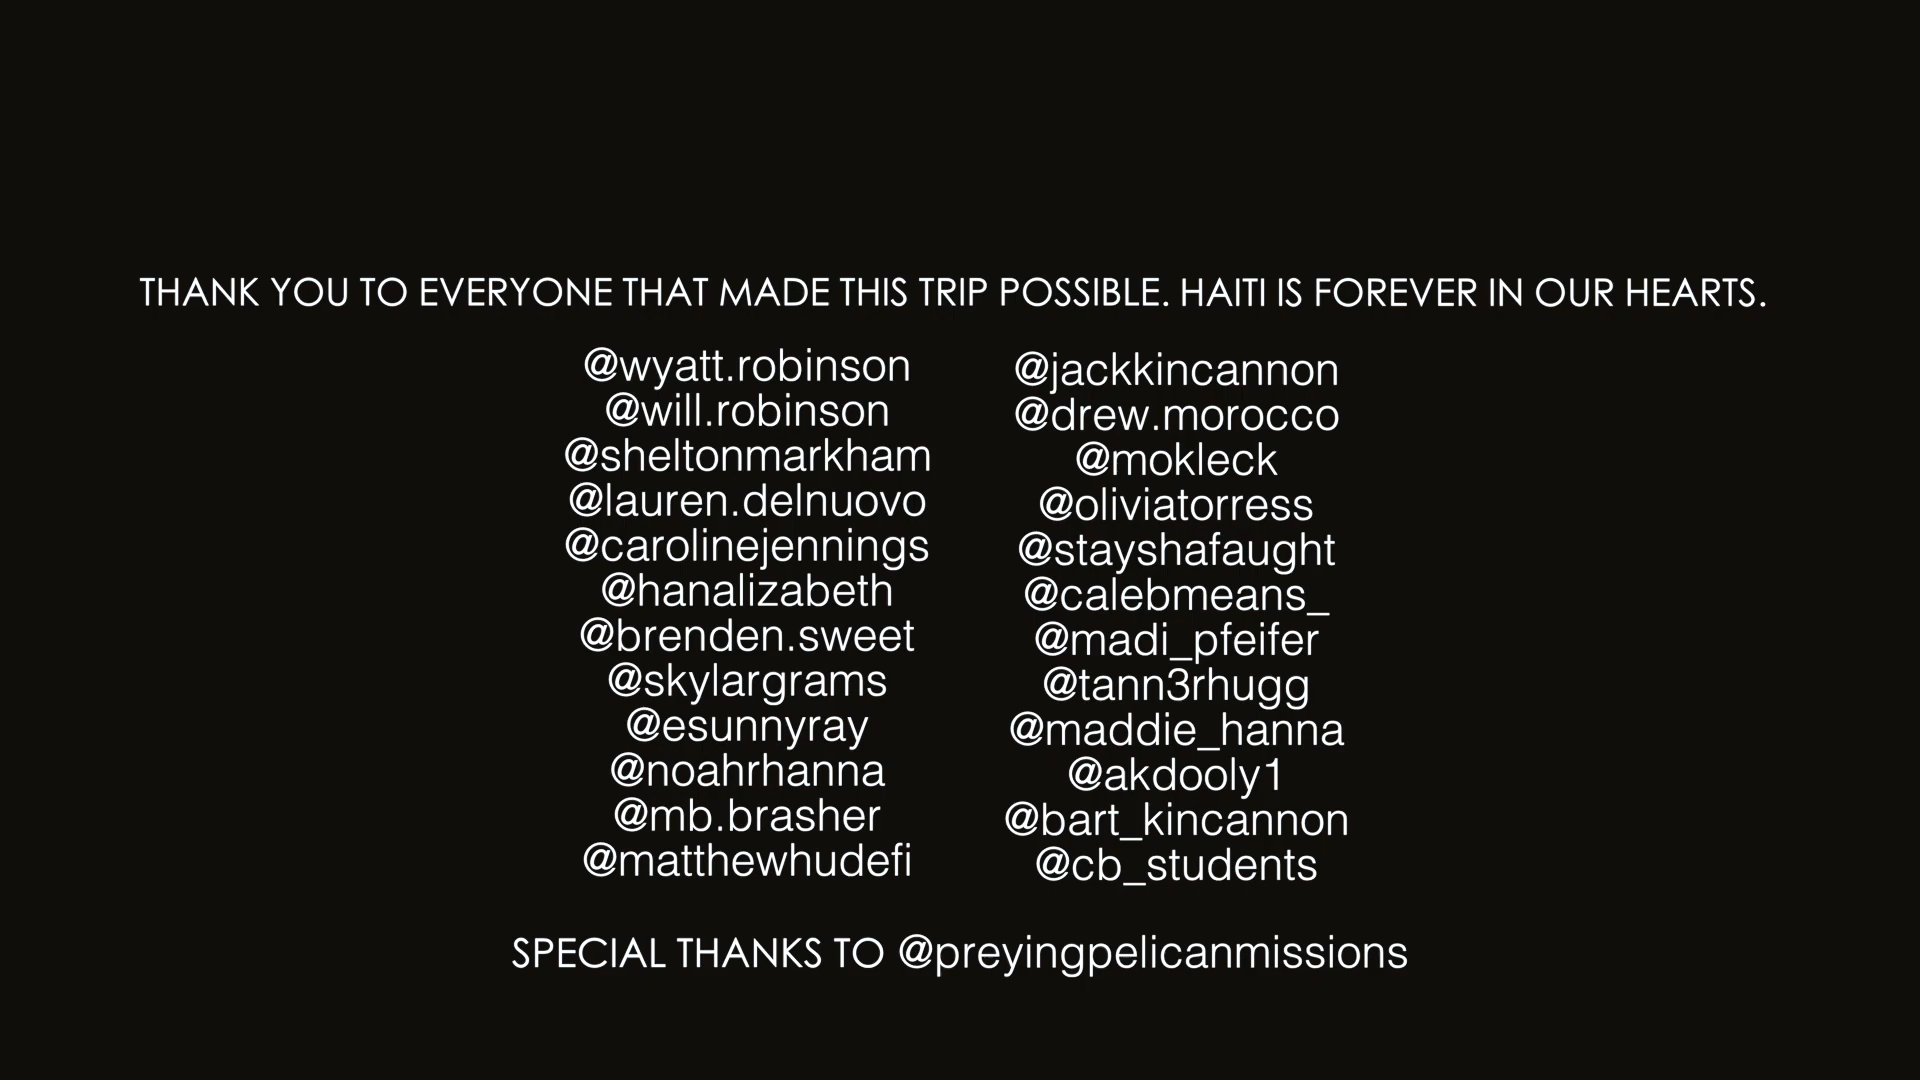 THANK YOU TO EVERYONE THAT MADE THIS TRIP POSSIBLE. HAITI IS FOREVER IN OUR HEARTS.
@wyatt.robinson
@will.robinson
@sheltonmarkham
@lauren.delnuovo
@carolinejennings
@hanalizabeth
@brenden.sweet
@skylargrams
@esunnyray
@noahrhanna
@mb.brasher
@matthewhudefi
@jackkincannon
@drew.morocco
@mokleck
@oliviatorress
@stayshafaught
@calebmeans_
@madi_pfeifer
@tann3rhugg
@maddie_hanna
@akdooly1
@bart_kincannon
@cb_students
SPECIAL THANKS TO @preyingpelicanmissions